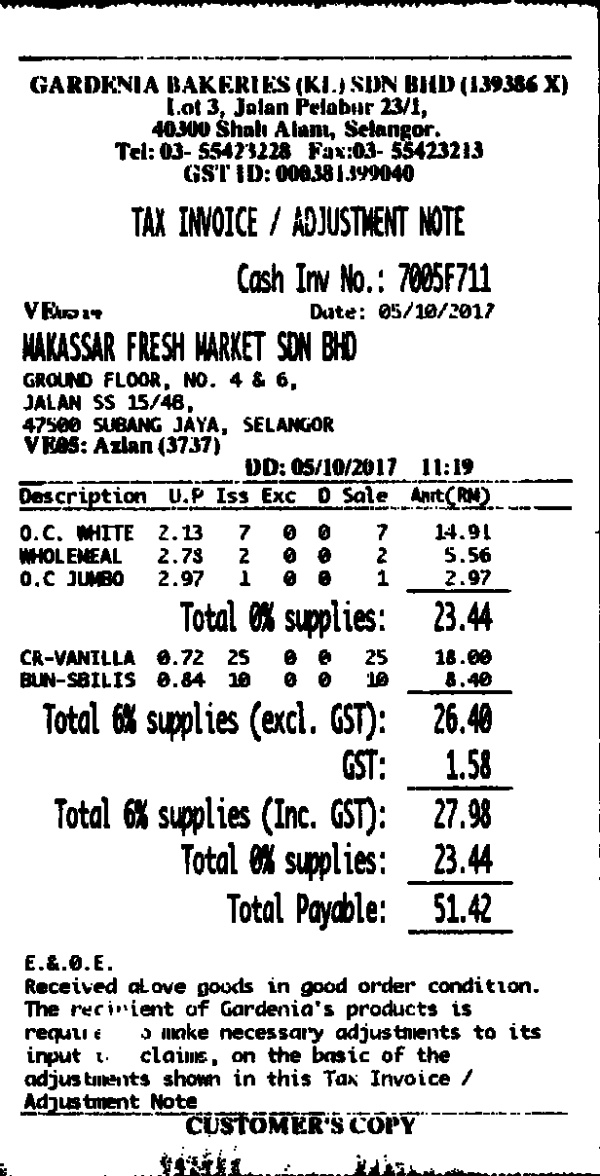 GARDENIA BAKERIES (KL) SDN BHD (139386 X)
Lot 3, Jalan Pelabur 23/1,
40300 Shah Alam, Selangor.
Tel: 03- 55423228 Fax:03- 55423213
GST ID: 000381399040
TAX INVOICE / ADJUSTMENT NOTE
Cash Inv No.: 7005F711
Date: 05/10/2017
MAKASSAR FRESH MARKET SDN BHD
GROUND FLOOR, NO. 4 & 6,
JALAN SS 15/4B,
47500 SUBANG JAYA, SELANGOR
VE05: Azlan (3737)
DD: 05/10/2017 11:19
Description U.P Iss Exc D Sale Amt(RM)
O.C. WHITE 2.13 7 0 0 7 14.91
WHOLEMEAL 2.78 2 0 0 2 5.56
O.C JUMBO 2.97 1 0 0 1 2.97
Total 0% supplies: 23.44
CR-VANILLA 0.72 25 0 0 25 18.00
BUN-SBILIS 0.84 10 0 0 10 8.40
Total 6% supplies (excl. GST): 26.40
GST: 1.58
Total 6% supplies (Inc. GST): 27.98
Total 0% supplies: 23.44
Total Payable: 51.42
E.&.O.E.
Received above goods in good order condition.
The recipient of Gardenia's products is
make necessary adjustments to its
input claims, on the basic of the
adjustments shown in this Tax Invoice /
Adjustment Note
CUSTOMER'S COPY